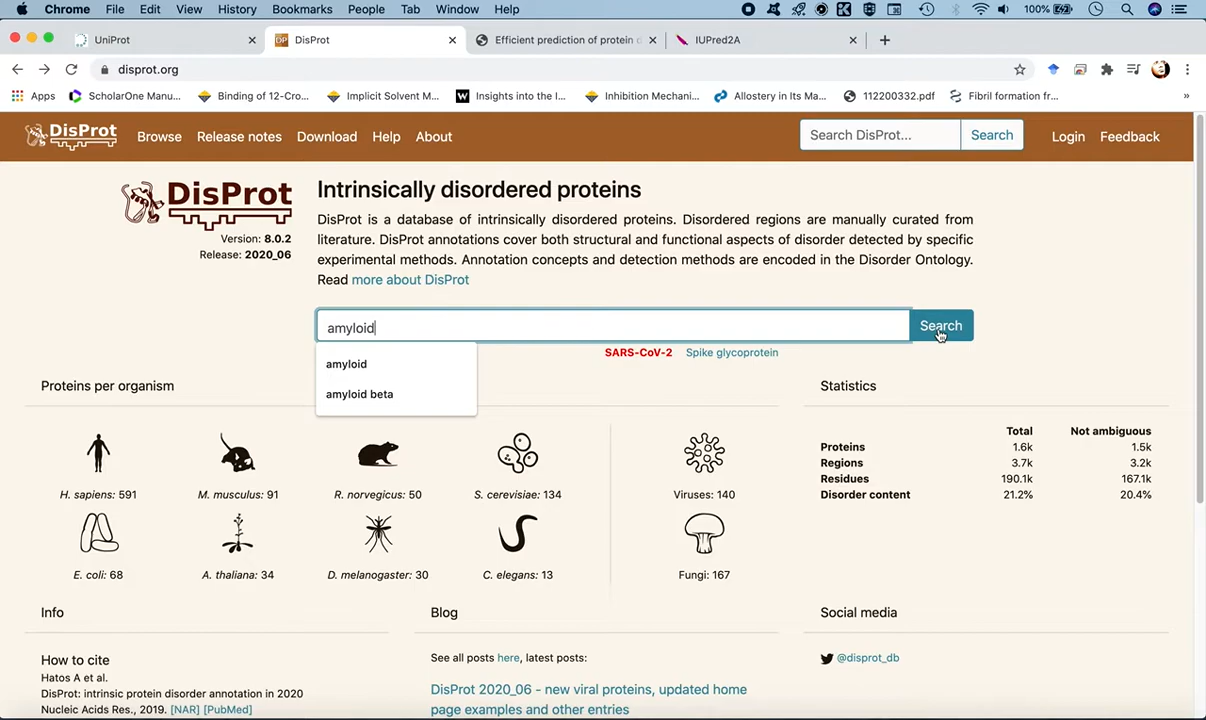 Chrome File Edit View History Bookmarks People Tab Window Help 100%
UniProt DisProt Efficient prediction of protein d IUPred2A
disprot.org
Apps ScholarOne Manu... Binding of 12-Cro... Implicit Solvent M... Insights into the I... Inhibition Mechani... Allostery in Its Ma... 112200332.pdf Fibril formation fr... »
DisProt Browse Release notes Download Help About Search DisProt... Search Login Feedback
DisProt
Version: 8.0.2
Release: 2020_06
Intrinsically disordered proteins
DisProt is a database of intrinsically disordered proteins. Disordered regions are manually curated from
literature. DisProt annotations cover both structural and functional aspects of disorder detected by specific
experimental methods. Annotation concepts and detection methods are encoded in the Disorder Ontology.
Read more about DisProt
amyloid Search
amyloid
amyloid beta
SARS-CoV-2 Spike glycoprotein
Proteins per organism
H. sapiens: 591 M. musculus: 91 R. norvegicus: 50 S. cerevisiae: 134 Viruses: 140
E. coli: 68 A. thaliana: 34 D. melanogaster: 30 C. elegans: 13 Fungi: 167
Statistics
Total Not ambiguous
Proteins 1.6k 1.5k
Regions 3.7k 3.2k
Residues 190.1k 167.1k
Disorder content 21.2% 20.4%
Info
How to cite
Hatos A et al.
DisProt: intrinsic protein disorder annotation in 2020
Nucleic Acids Res., 2019. [NAR] [PubMed]
Blog
See all posts here, latest posts:
DisProt 2020_06 - new viral proteins, updated home
page examples and other entries
Social media
@disprot_db